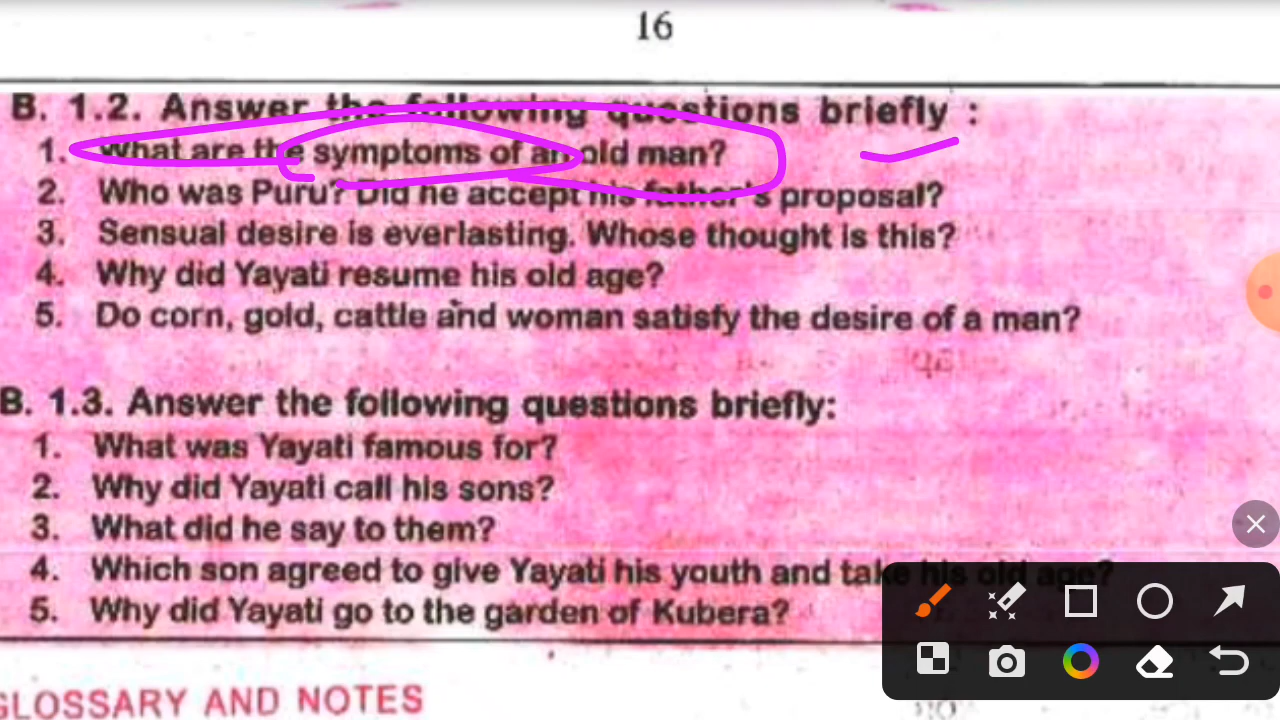 16
B. 1.2. Answer the following questions briefly :
1. What are the symptoms of an old man?
2. Who was Puru? Did he accept his father's proposal?
3. Sensual desire is everlasting. Whose thought is this?
4. Why did Yayati resume his old age?
5. Do corn, gold, cattle and woman satisfy the desire of a man?
B. 1.3. Answer the following questions briefly:
1. What was Yayati famous for?
2. Why did Yayati call his sons?
3. What did he say to them?
4. Which son agreed to give Yayati his youth and take his old age?
5. Why did Yayati go to the garden of Kubera?
GLOSSARY AND NOTES